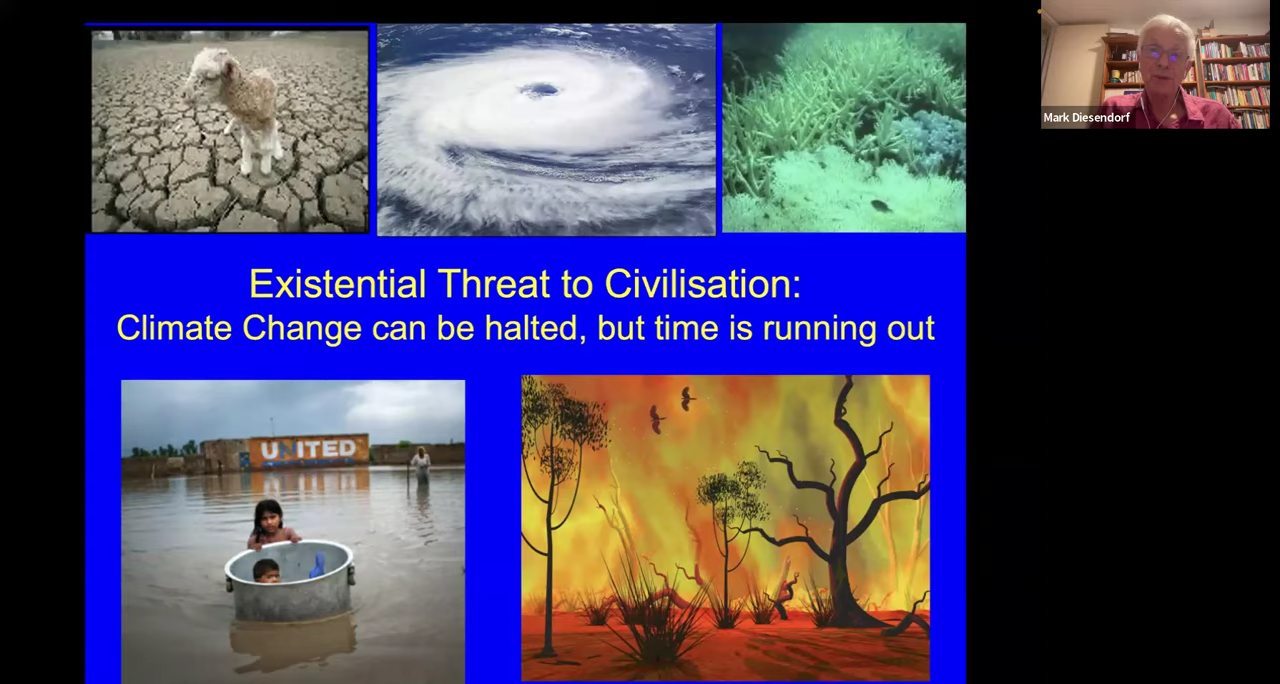 Mark Diesendorf
Existential Threat to Civilisation:
Climate Change can be halted, but time is running out
UNITED